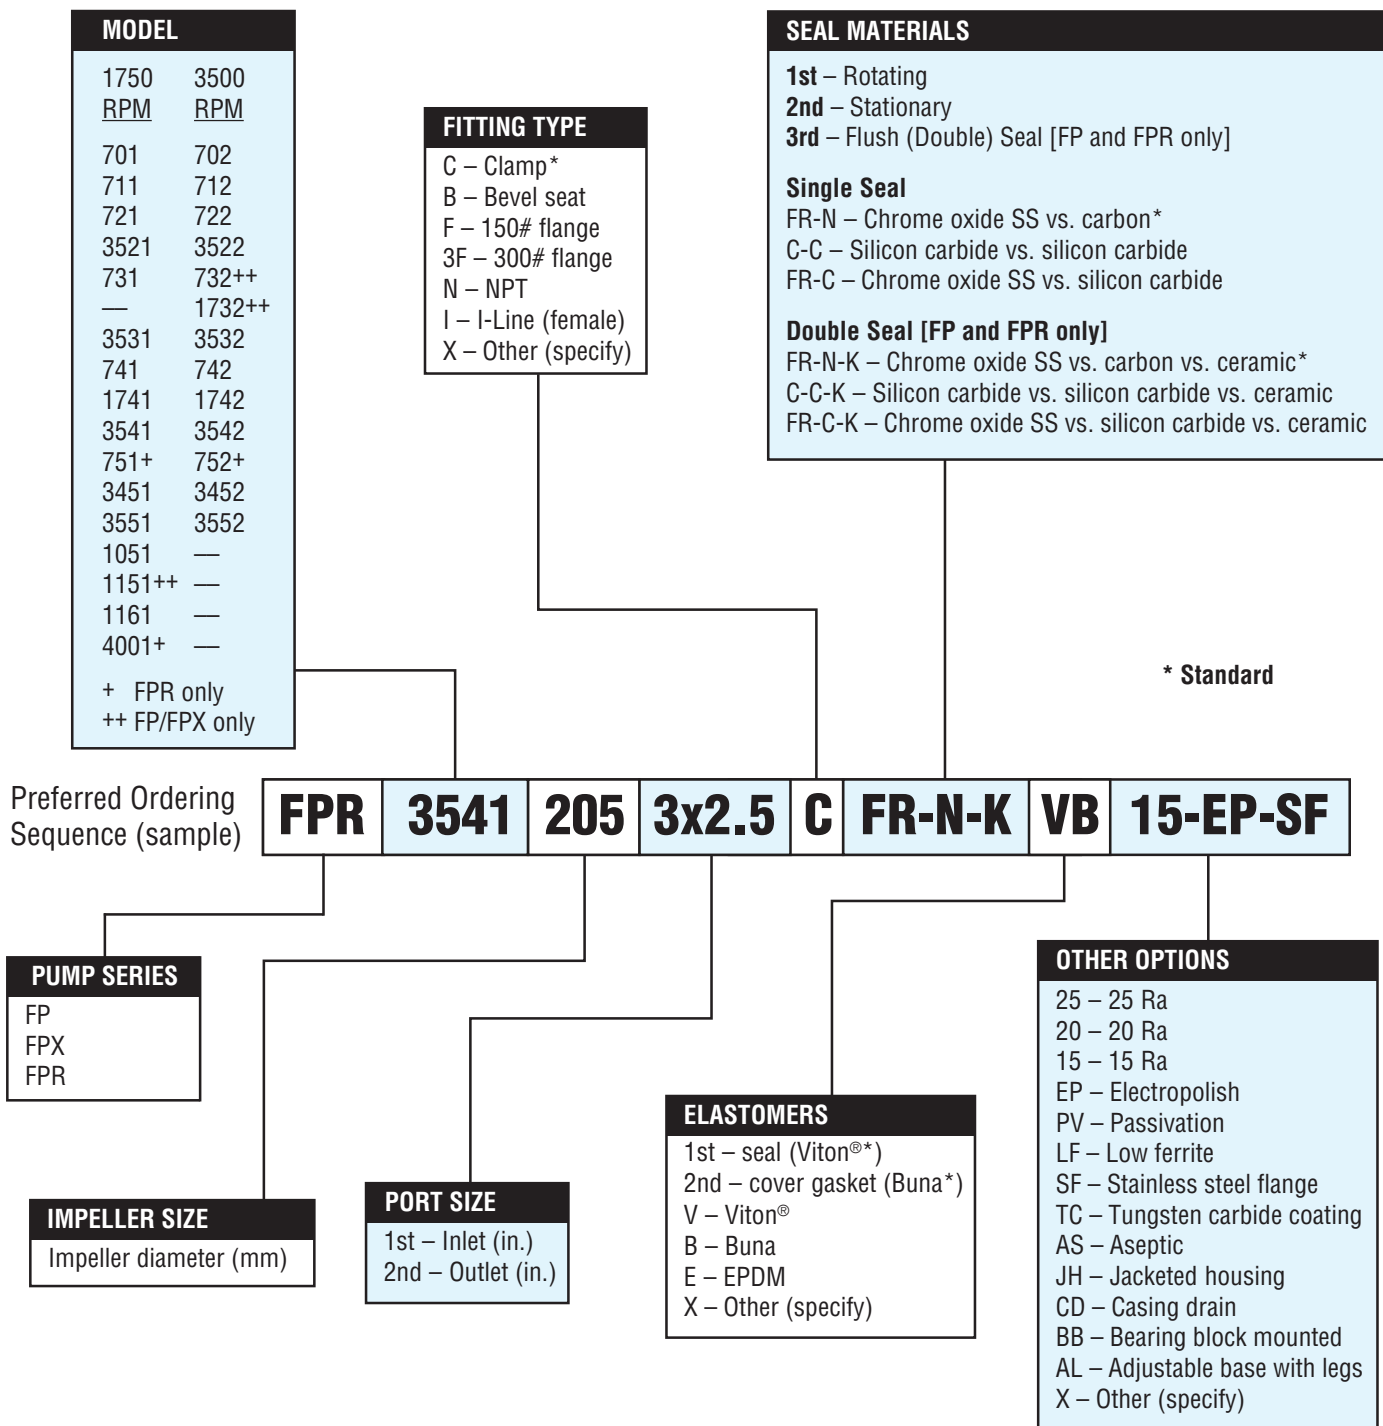 MODEL
1750 3500
RPM RPM
701 702
711 712
721 722
3521 3522
731 732++
— 1732++
3531 3532
741 742
1741 1742
3541 3542
751+ 752+
3451 3452
3551 3552
1051 —
1151++ —
1161 —
4001+ —
+ FPR only
++ FP/FPX only
FITTING TYPE
C – Clamp*
B – Bevel seat
F – 150# flange
3F – 300# flange
N – NPT
I – I-Line (female)
X – Other (specify)
SEAL MATERIALS
1st – Rotating
2nd – Stationary
3rd – Flush (Double) Seal [FP and FPR only]
Single Seal
FR-N – Chrome oxide SS vs. carbon*
C-C – Silicon carbide vs. silicon carbide
FR-C – Chrome oxide SS vs. silicon carbide
Double Seal [FP and FPR only]
FR-N-K – Chrome oxide SS vs. carbon vs. ceramic*
C-C-K – Silicon carbide vs. silicon carbide vs. ceramic
FR-C-K – Chrome oxide SS vs. silicon carbide vs. ceramic
* Standard
Preferred Ordering
Sequence (sample)
FPR 3541 205 3x2.5 C FR-N-K VB 15-EP-SF
PUMP SERIES
FP
FPX
FPR
IMPELLER SIZE
Impeller diameter (mm)
PORT SIZE
1st – Inlet (in.)
2nd – Outlet (in.)
ELASTOMERS
1st – seal (Viton®*)
2nd – cover gasket (Buna*)
V – Viton®
B – Buna
E – EPDM
X – Other (specify)
OTHER OPTIONS
25 – 25 Ra
20 – 20 Ra
15 – 15 Ra
EP – Electropolish
PV – Passivation
LF – Low ferrite
SF – Stainless steel flange
TC – Tungsten carbide coating
AS – Aseptic
JH – Jacketed housing
CD – Casing drain
BB – Bearing block mounted
AL – Adjustable base with legs
X – Other (specify)